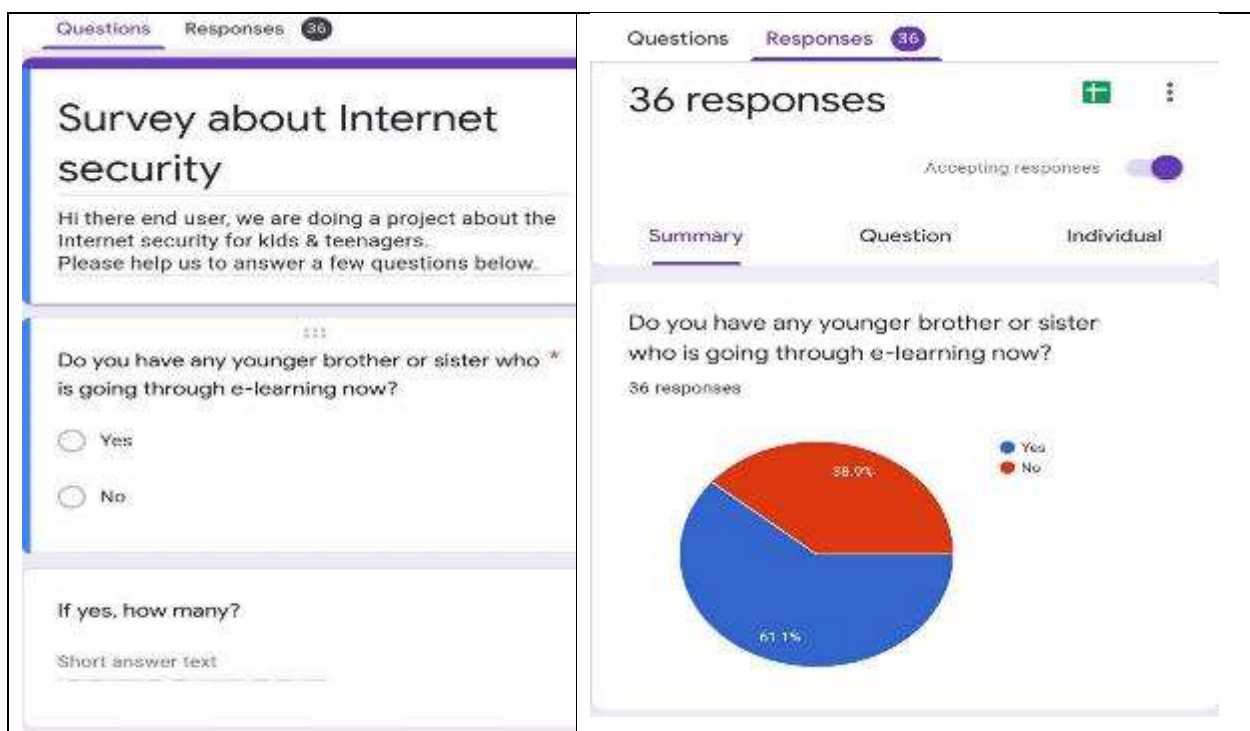 Questions Responses 36
Survey about Internet
security
Hi there end user, we are doing a project about the
Internet security for kids & teenagers.
Please help us to answer a few questions below.
Do you have any younger brother or sister who *
is going through e-learning now?
Yes
No
If yes, how many?
Short answer text
Questions Responses 36
36 responses
Accepting responses
Summary Question Individual
Do you have any younger brother or sister
who is going through e-learning now?
36 responses
Yes
No
38.9%
61.1%